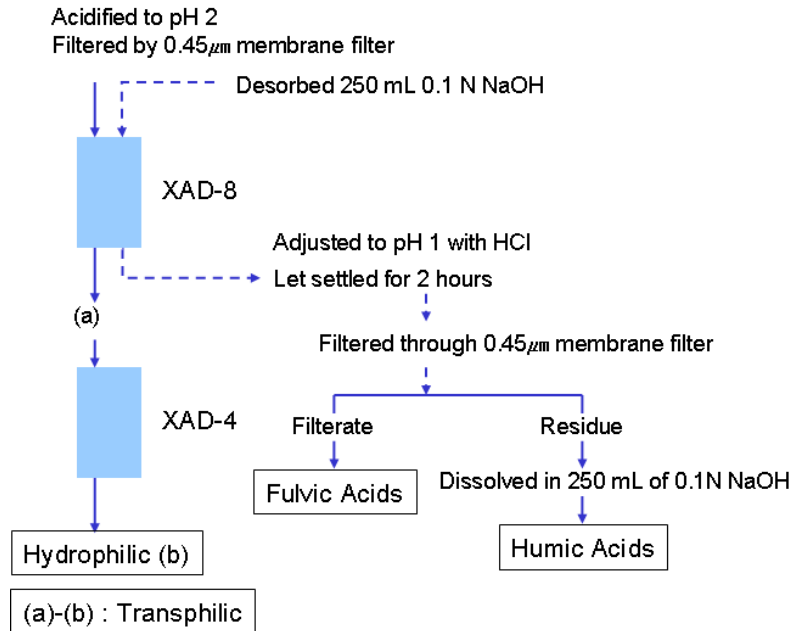 Acidified to pH 2
Filtered by 0.45㎛ membrane filter
Desorbed 250 mL 0.1 N NaOH
XAD-8
Adjusted to pH 1 with HCl
Let settled for 2 hours
(a)
Filtered through 0.45㎛ membrane filter
XAD-4
Filterate
Residue
Fulvic Acids
Dissolved in 250 mL of 0.1N NaOH
Hydrophilic (b)
Humic Acids
(a)-(b) : Transphilic